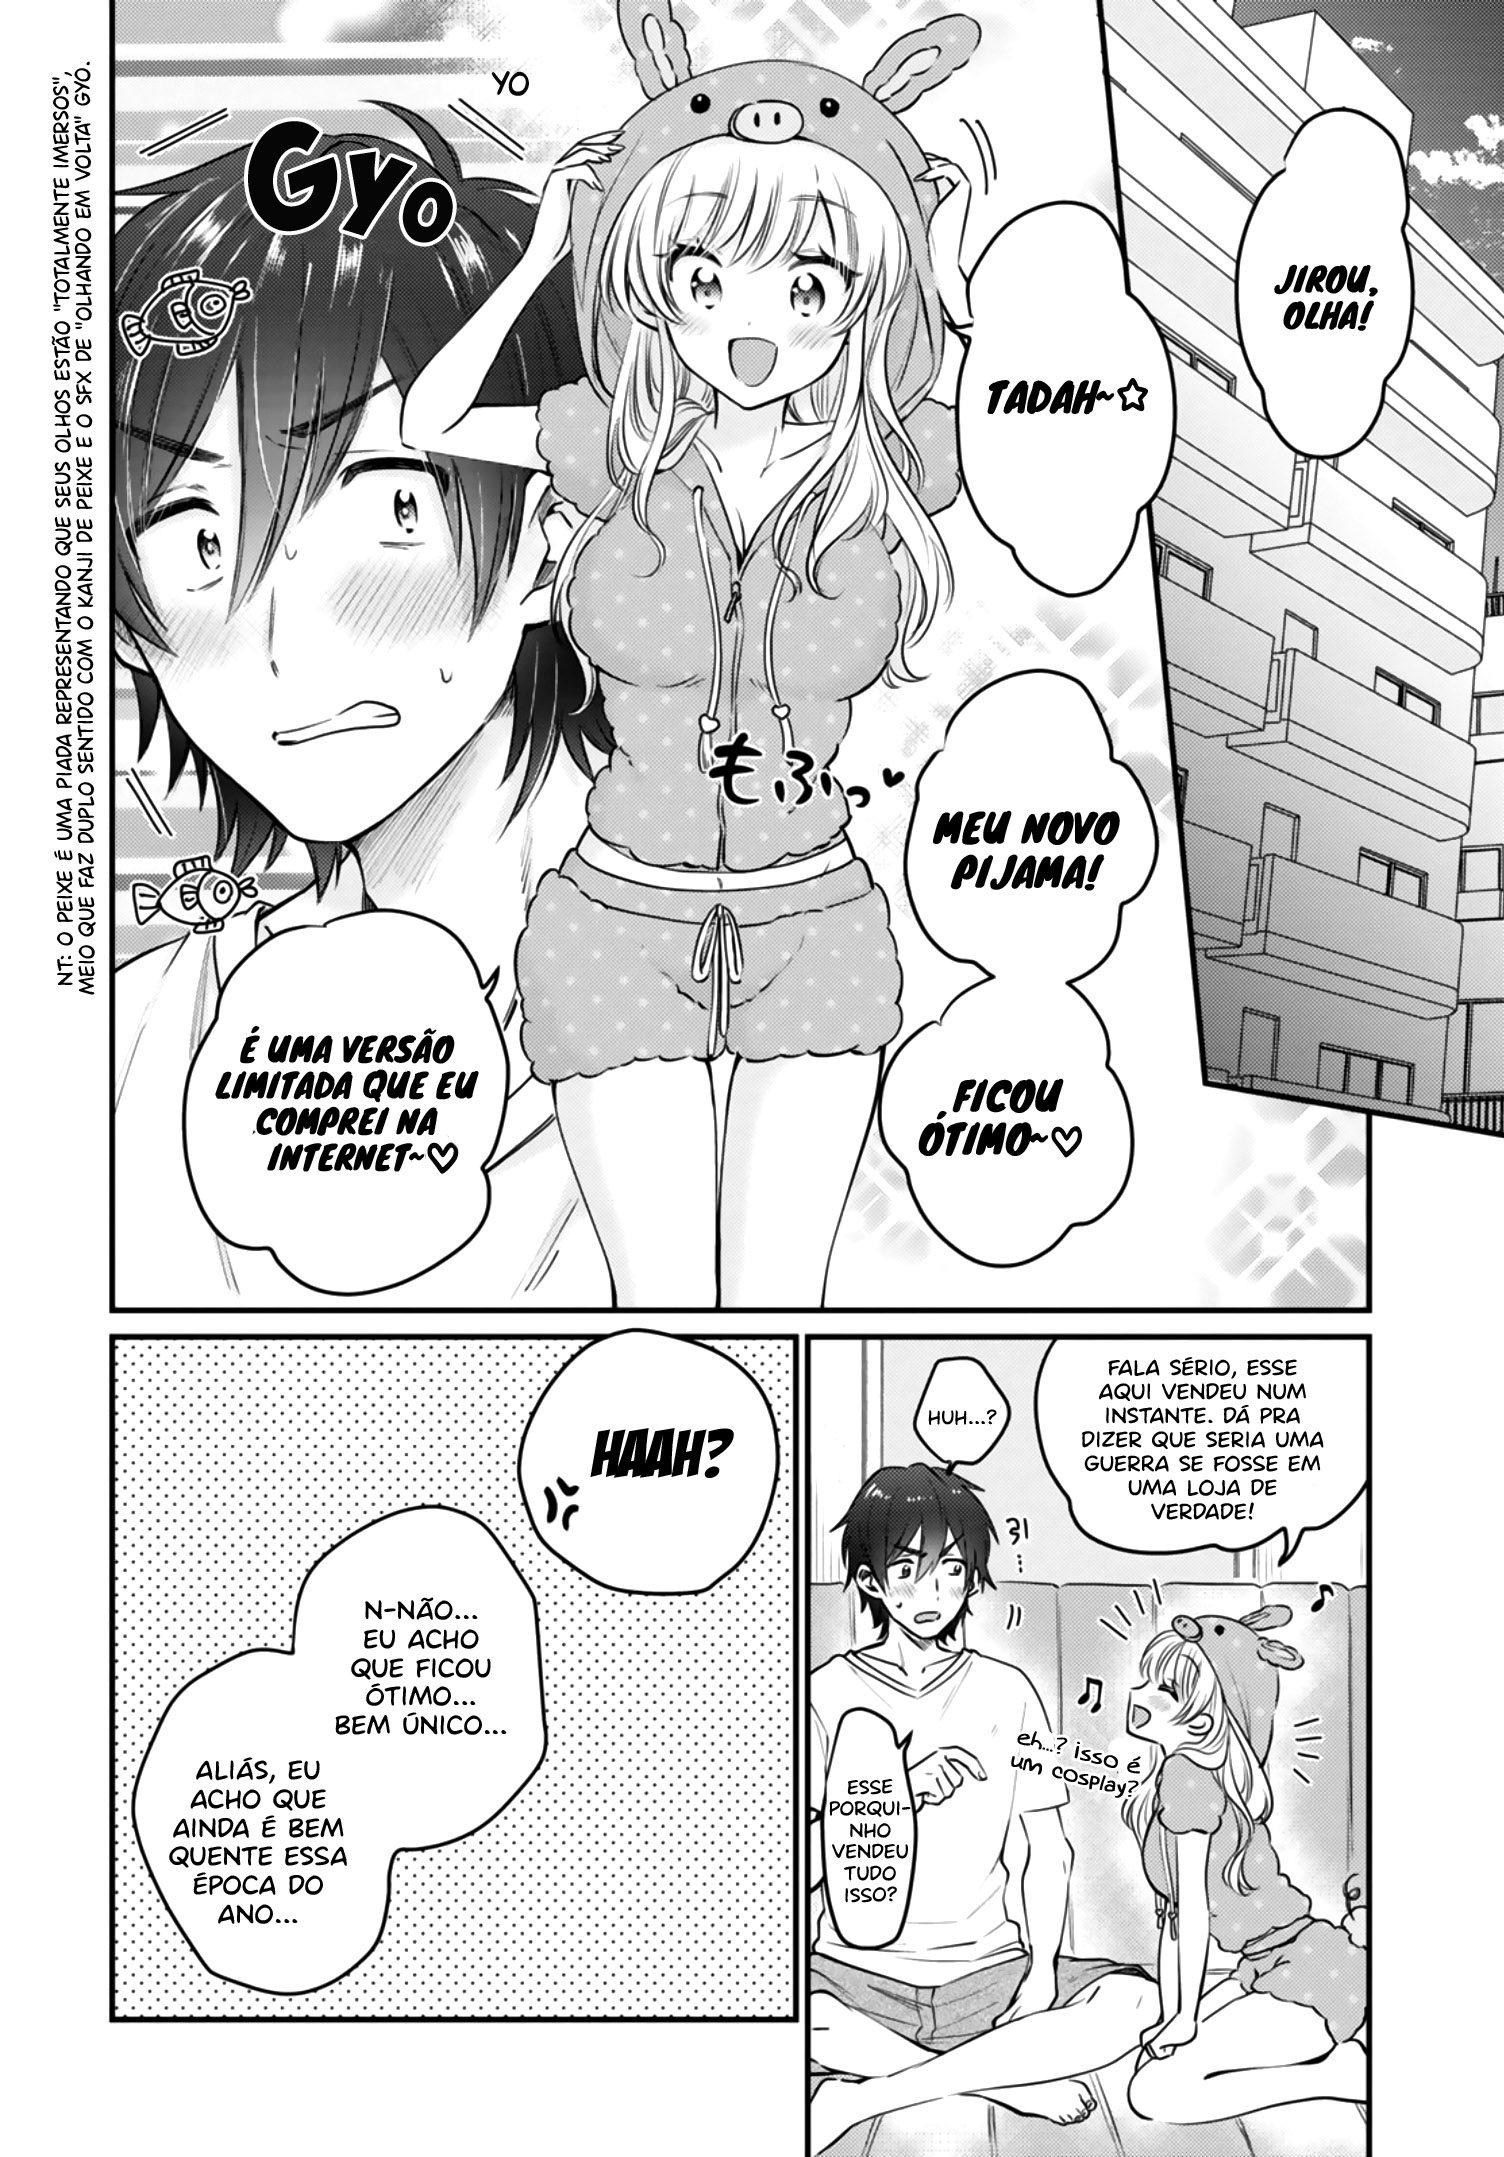 JIROU,
OLHA!
TADAH~☆
MEU NOVO
PIJAMA!
FICOU
ÓTIMO~♡
もふっ♥
YO
GYO
É UMA VERSÃO
LIMITADA QUE EU
COMPREI NA
INTERNET~♡
NT: O PEIXE É UMA PIADA REPRESENTANDO QUE SEUS OLHOS ESTÃO "TOTALMENTE IMERSOS",
MEIO QUE FAZ DUPLO SENTIDO COM O KANJI DE PEIXE E O SFX DE "OLHANDO EM VOLTA" GYO.
FALA SÉRIO, ESSE
AQUI VENDEU NUM
INSTANTE. DÁ PRA
DIZER QUE SERIA UMA
GUERRA SE FOSSE EM
UMA LOJA DE
VERDADE!
HUH...?
eh...? isso é
um cosplay?
ESSE
PORQUI-
NHO
VENDEU
TUDO
ISSO?
HAAH?
N-NÃO...
EU ACHO
QUE FICOU
ÓTIMO...
BEM ÚNICO...
ALIÁS, EU
ACHO QUE
AINDA É BEM
QUENTE ESSA
ÉPOCA DO
ANO...